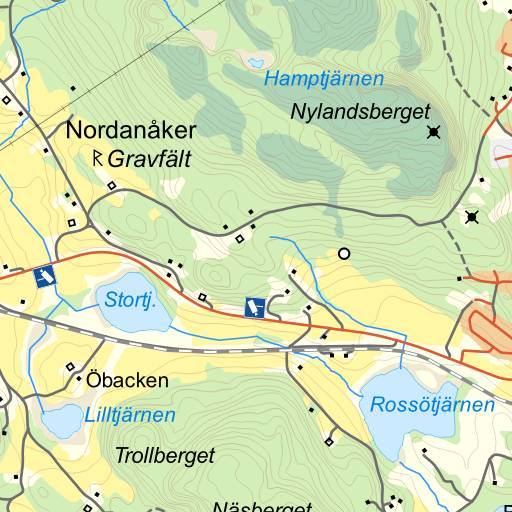 Hamptjärnen
Nylandsberget
Nordanåker
Gravfält
Stortj.
Öbacken
Lilltjärnen
Rossötjärnen
Trollberget
Näsberget